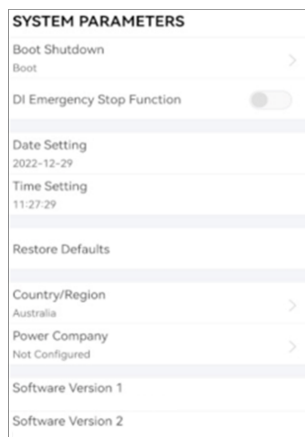 SYSTEM PARAMETERS
Boot Shutdown
Boot
DI Emergency Stop Function
Date Setting
2022-12-29
Time Setting
11:27:29
Restore Defaults
Country/Region
Australia
Power Company
Not Configured
Software Version 1
Software Version 2